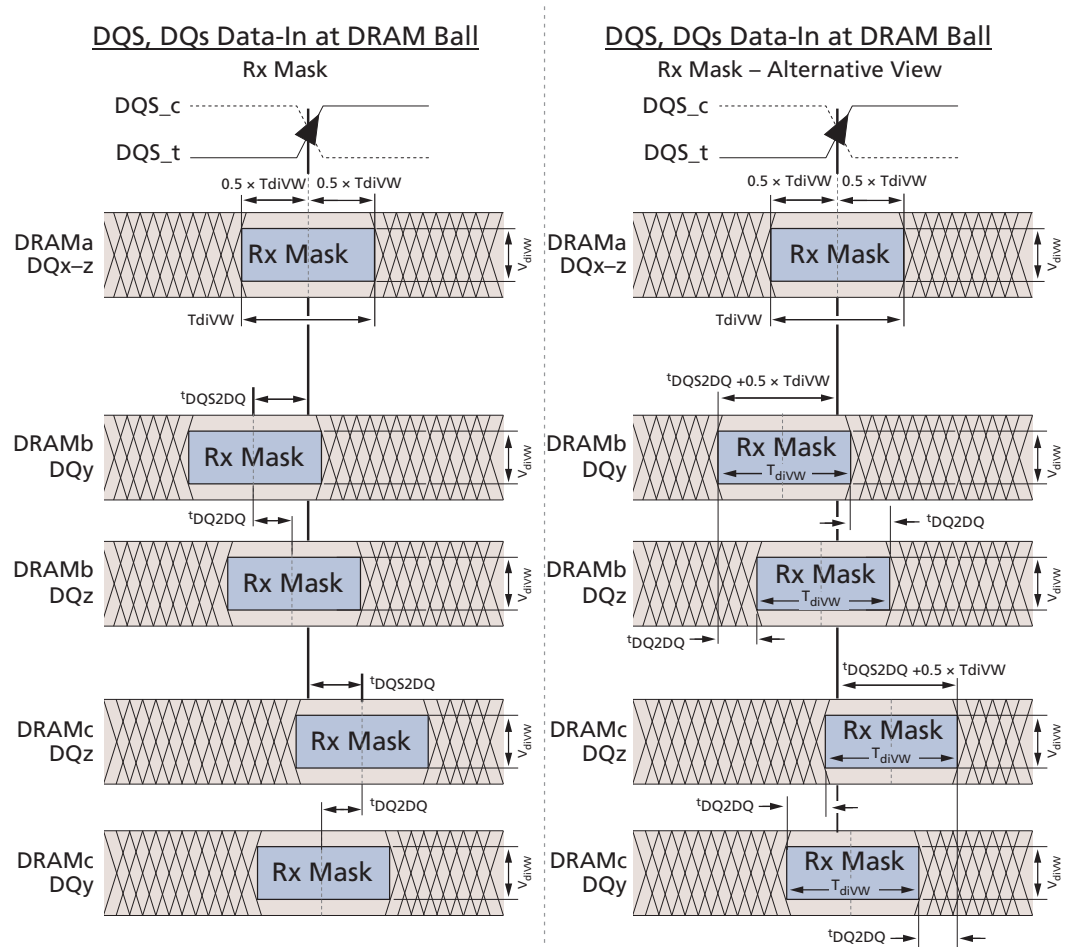 DQS, DQs Data-In at DRAM Ball
Rx Mask
DQS_c
DQS_t
0.5 × TdiVW
0.5 × TdiVW
DRAMa
DQx–z
Rx Mask
VdiVW
TdiVW
tDQS2DQ
DRAMb
DQy
Rx Mask
VdiVW
tDQ2DQ
DRAMb
DQz
Rx Mask
VdiVW
tDQS2DQ
DRAMc
DQz
Rx Mask
VdiVW
tDQ2DQ
DRAMc
DQy
Rx Mask
VdiVW
DQS, DQs Data-In at DRAM Ball
Rx Mask – Alternative View
DQS_c
DQS_t
0.5 × TdiVW
0.5 × TdiVW
DRAMa
DQx–z
Rx Mask
VdiVW
TdiVW
tDQS2DQ +0.5 × TdiVW
DRAMb
DQy
Rx Mask
TdiVW
VdiVW
tDQ2DQ
DRAMb
DQz
Rx Mask
TdiVW
VdiVW
tDQ2DQ
tDQS2DQ +0.5 × TdiVW
DRAMc
DQz
Rx Mask
TdiVW
VdiVW
tDQ2DQ
DRAMc
DQy
Rx Mask
TdiVW
VdiVW
tDQ2DQ